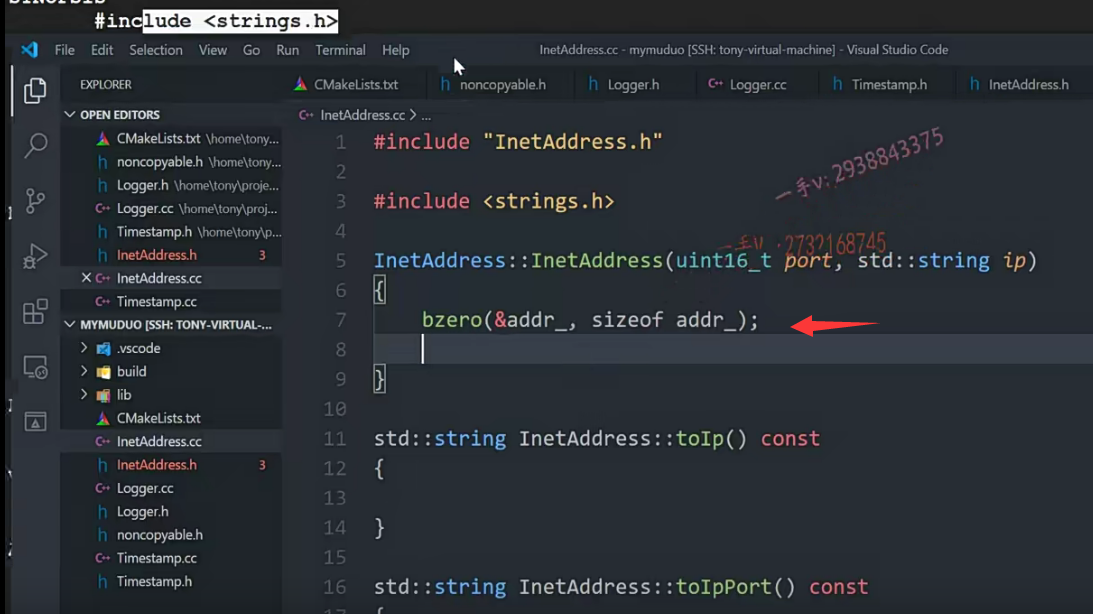 #include <strings.h>
File Edit Selection View Go Run Terminal Help InetAddress.cc - mymuduo [SSH: tony-virtual-machine] - Visual Studio Code
EXPLORER
CMakeLists.txt noncopyable.h Logger.h Logger.cc Timestamp.h InetAddress.h
OPEN EDITORS
CMakeLists.txt \home\tony...
noncopyable.h \home\tony...
Logger.h \home\tony\proje...
Logger.cc \home\tony\proj...
Timestamp.h \home\tony\p...
InetAddress.h 3
InetAddress.cc
Timestamp.cc
MYMUDUO [SSH: TONY-VIRTUAL-...
.vscode
build
lib
CMakeLists.txt
InetAddress.cc
InetAddress.h 3
Logger.cc
Logger.h
noncopyable.h
Timestamp.cc
Timestamp.h
InetAddress.cc > ...
1 #include "InetAddress.h"
2
3 #include <strings.h>
4
5 InetAddress::InetAddress(uint16_t port, std::string ip)
6 {
7 bzero(&addr_, sizeof addr_);
8
9 }
10
11 std::string InetAddress::toIp() const
12 {
13
14 }
15
16 std::string InetAddress::toIpPort() const
一手v: 2938843375
一手v: 2732168745